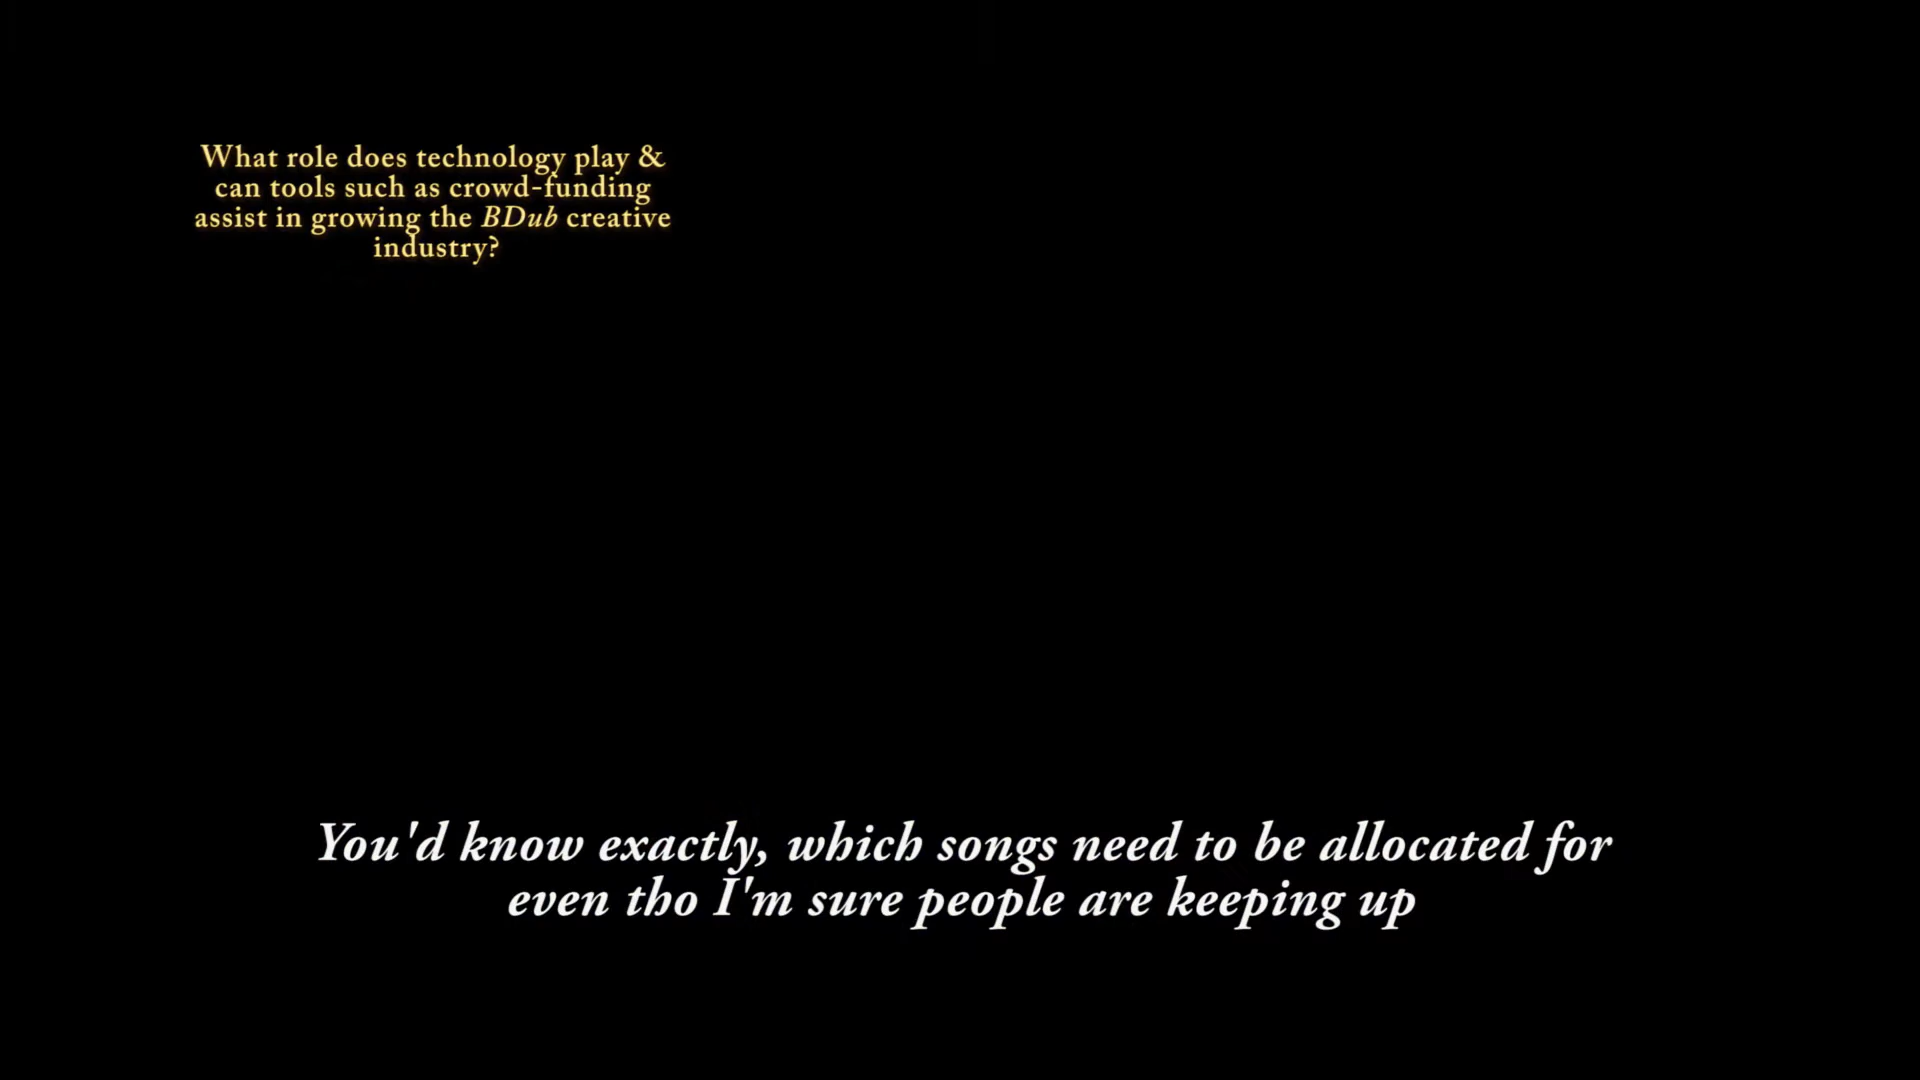 What role does technology play &
can tools such as crowd-funding
assist in growing the BDub creative
industry?
You'd know exactly, which songs need to be allocated for
even tho I'm sure people are keeping up